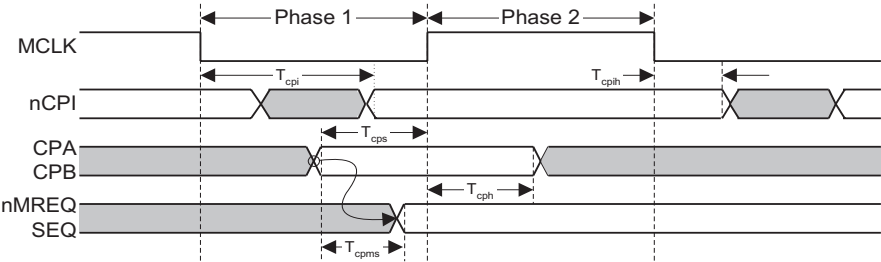 Phase 1 Phase 2
MCLK
T_cpi T_cpih
nCPI
T_cps
CPA
CPB
T_cph
nMREQ
SEQ
T_cpms